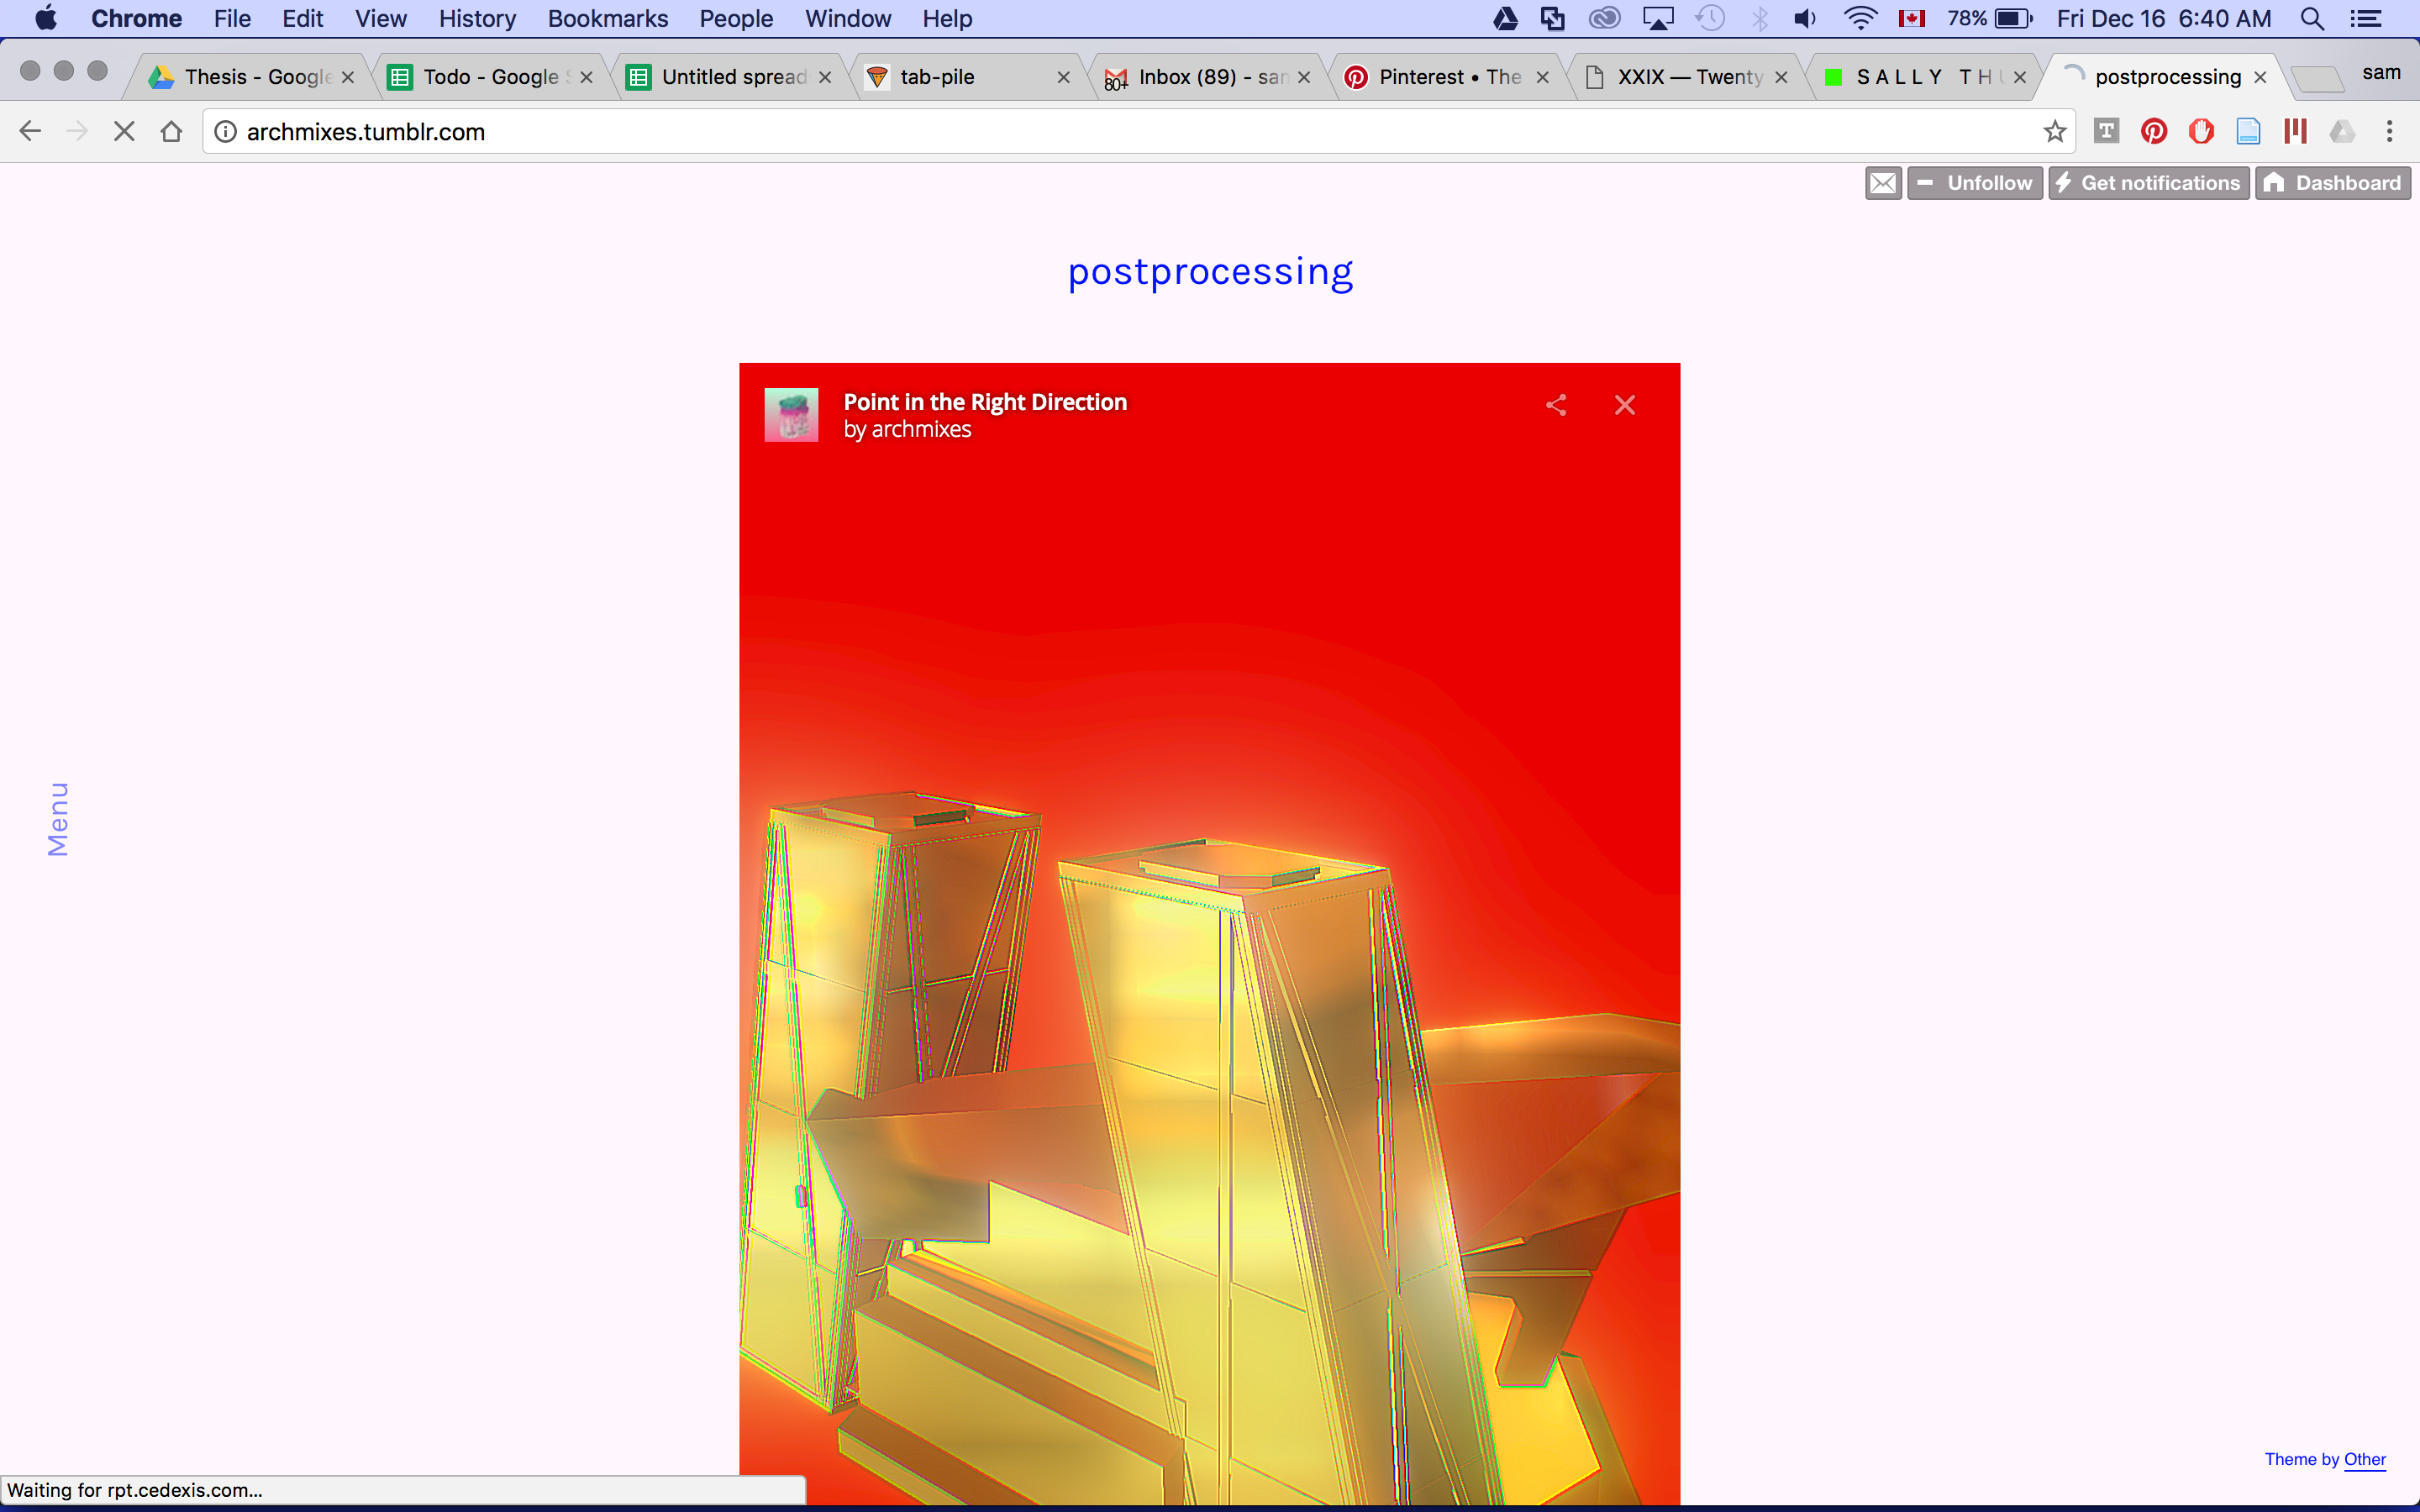 Chrome File Edit View History Bookmarks People Window Help 78% Fri Dec 16 6:40 AM
Thesis - Google Todo - Google S Untitled spread tab-pile 80+ Inbox (89) - san Pinterest • The XXIX — Twenty S A L L Y T H U postprocessing sam
archmixes.tumblr.com
Unfollow Get notifications Dashboard
postprocessing
Point in the Right Direction
by archmixes
Menu
Theme by Other
Waiting for rpt.cedexis.com...